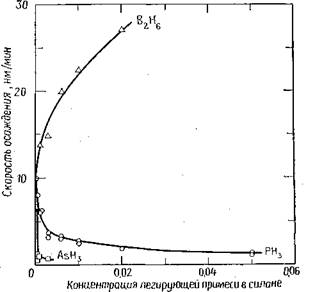 30
B₂H₆
20
Скорость осаждения, нм/мин
10
AsH₃
PH₃
0
0,02
0,04
0,06
Концентрация легирующей примеси в силане